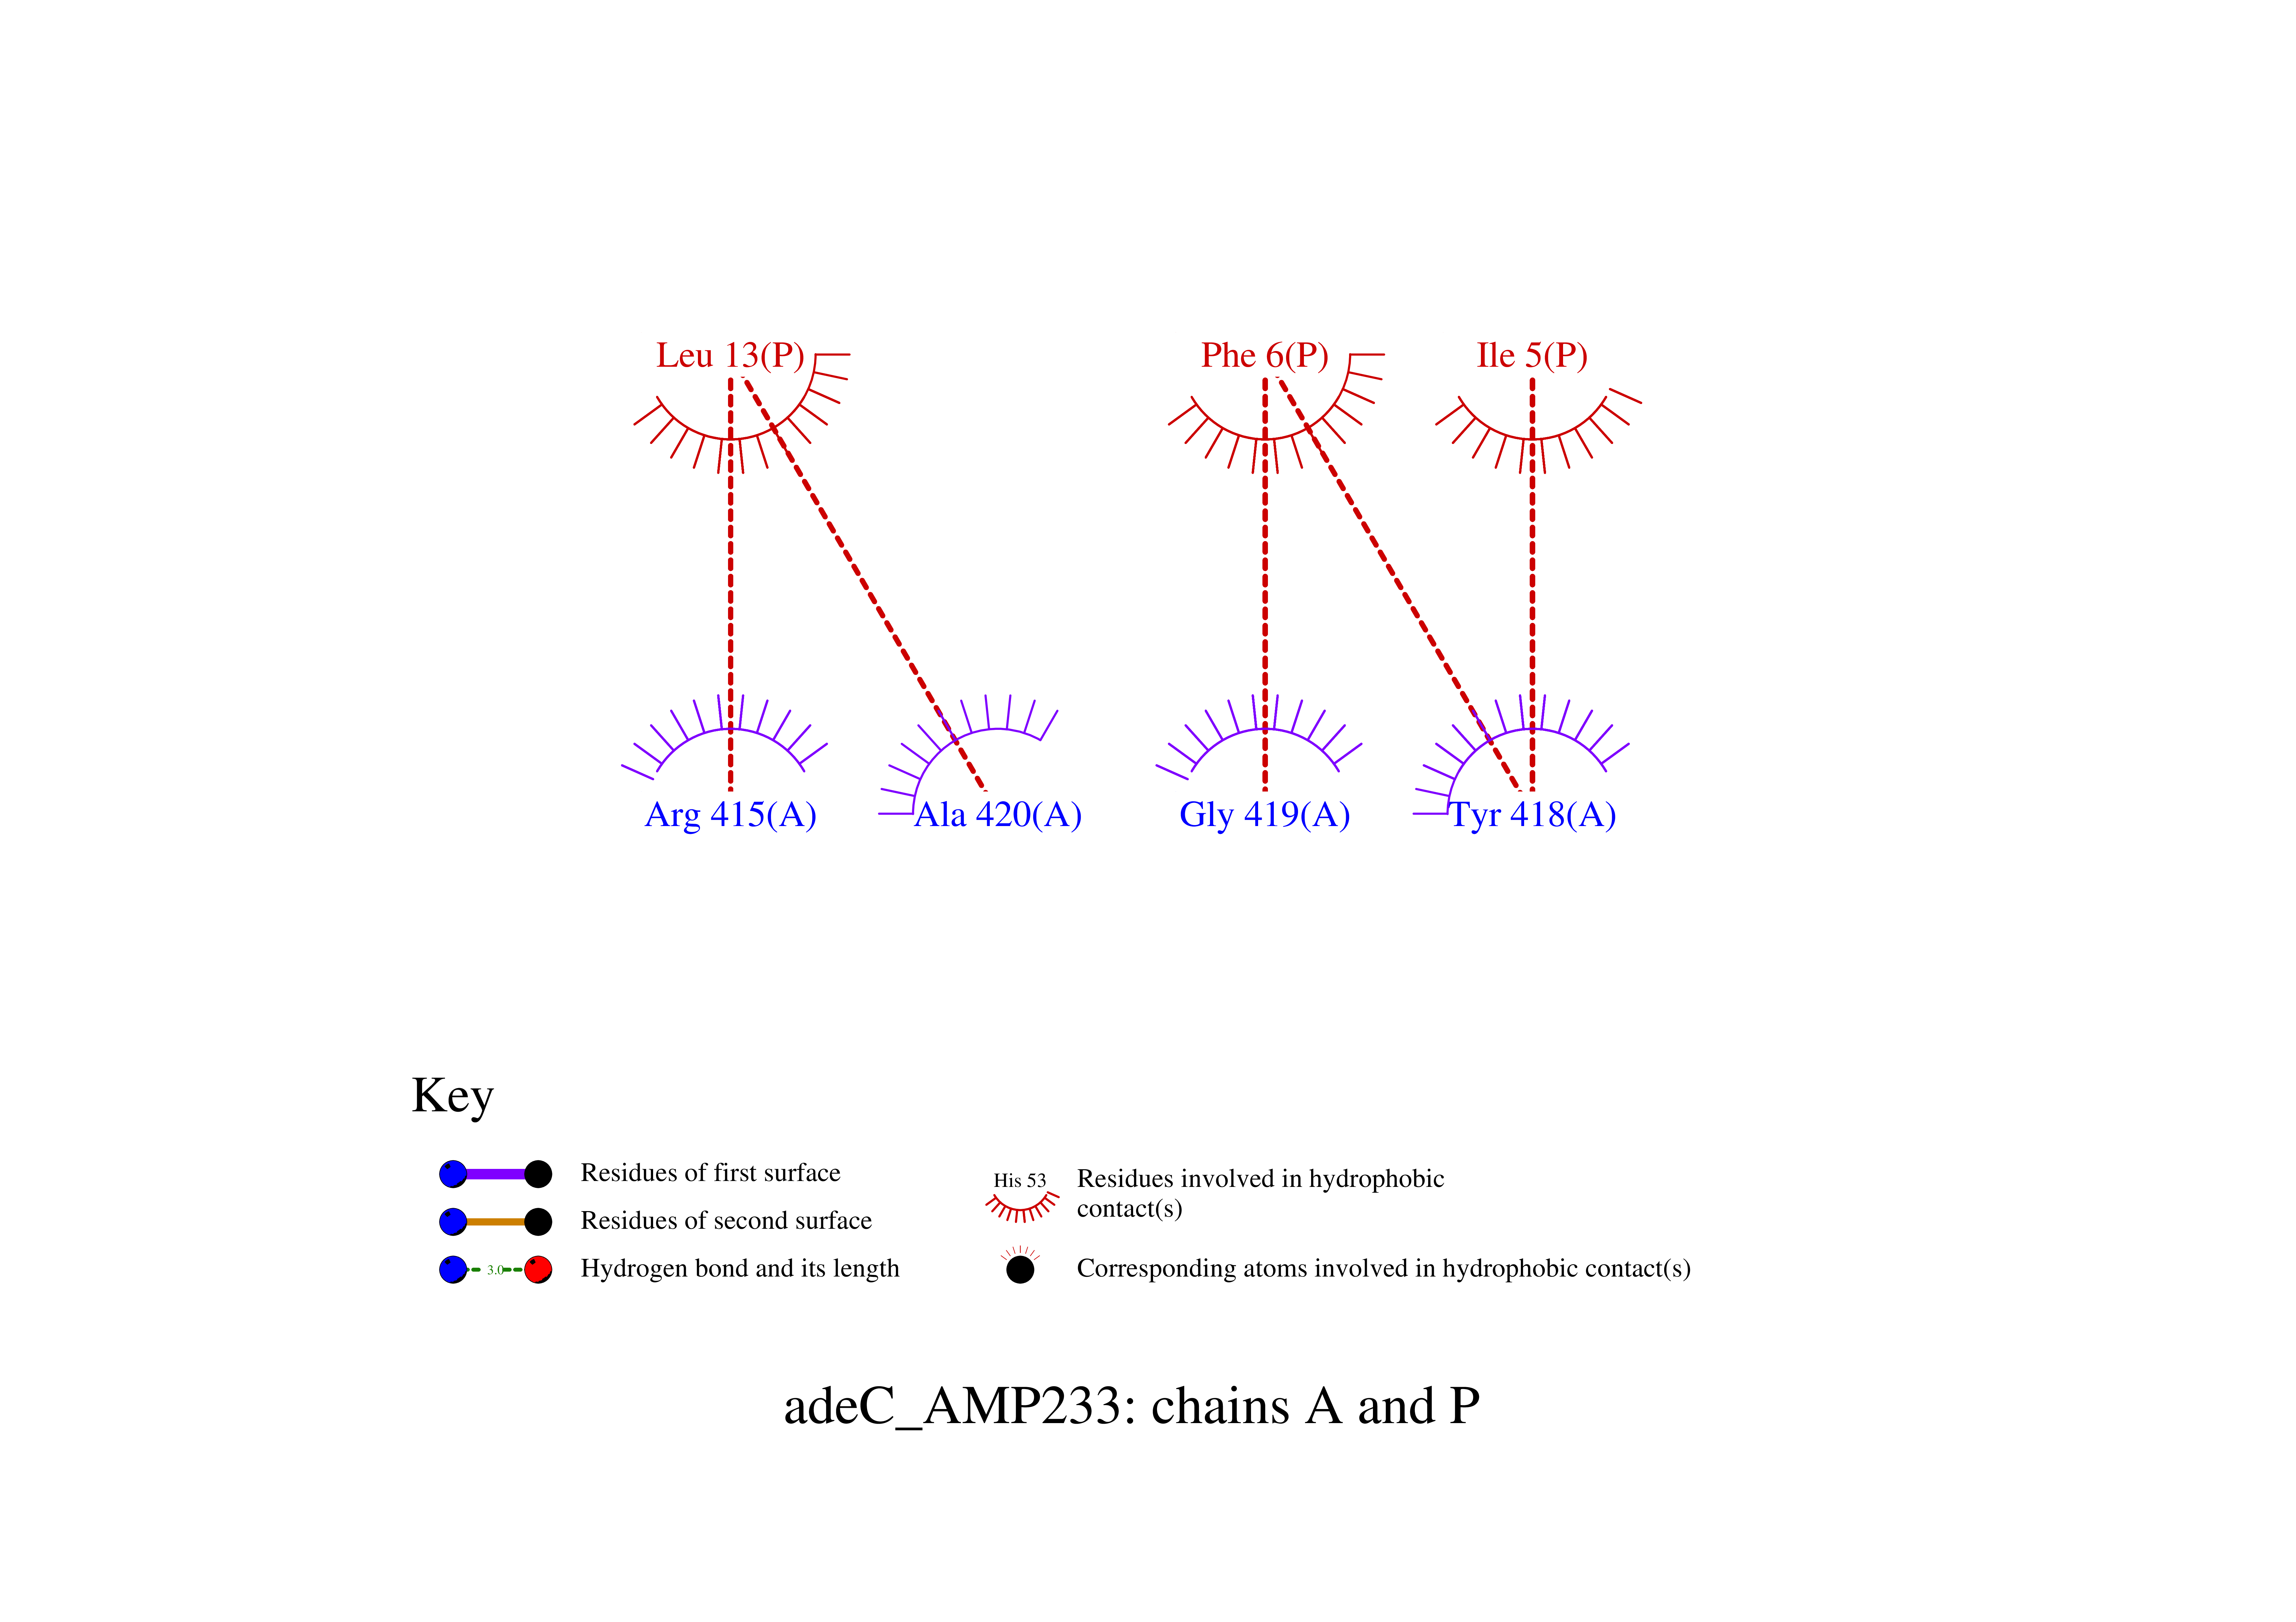 Leu 13(P) Phe 6(P) Ile 5(P)
Arg 415(A) Ala 420(A) Gly 419(A) Tyr 418(A)
Key
Residues of first surface
Residues of second surface
3.0 Hydrogen bond and its length
His 53 Residues involved in hydrophobic
contact(s)
Corresponding atoms involved in hydrophobic contact(s)
adeC_AMP233: chains A and P